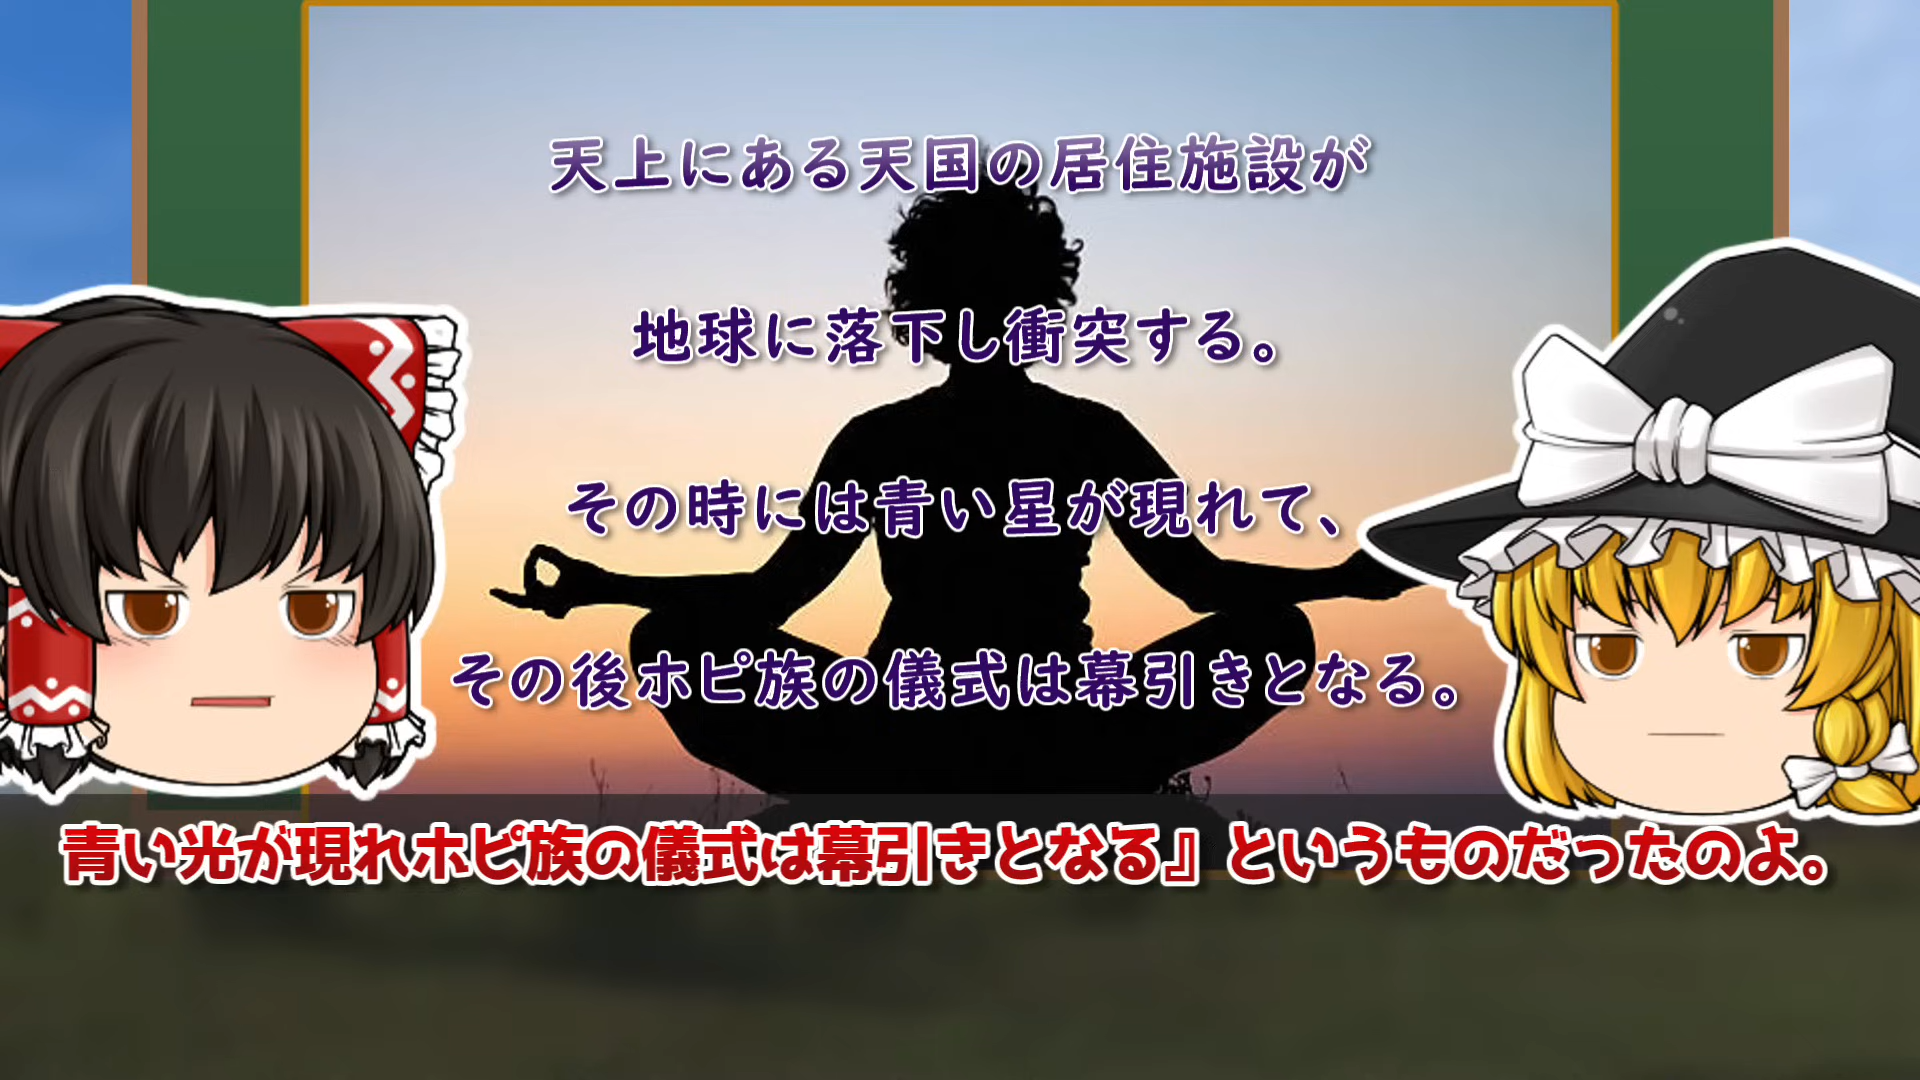 天上にある天国の居住施設が
地球に落下し衝突する。
その時には青い星が現れて、
その後ホピ族の儀式は幕引きとなる。
青い光が現れホピ族の儀式は幕引きとなる』というものだったのよ。